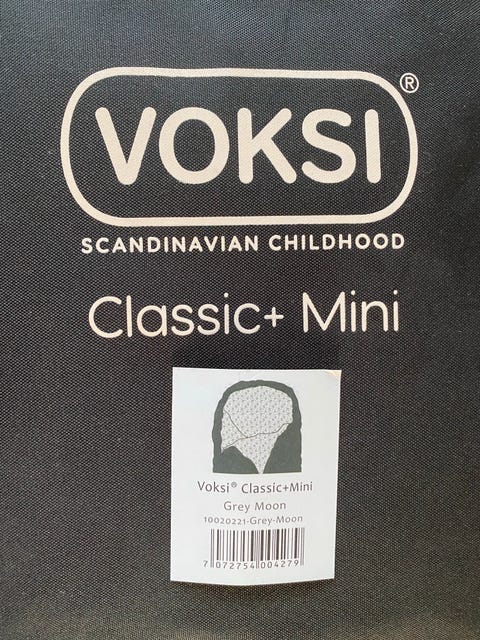 VOKSI®
SCANDINAVIAN CHILDHOOD
Classic+ Mini
Voksi® Classic+Mini
Grey Moon
10020221-Grey-Moon
7 072754 004279